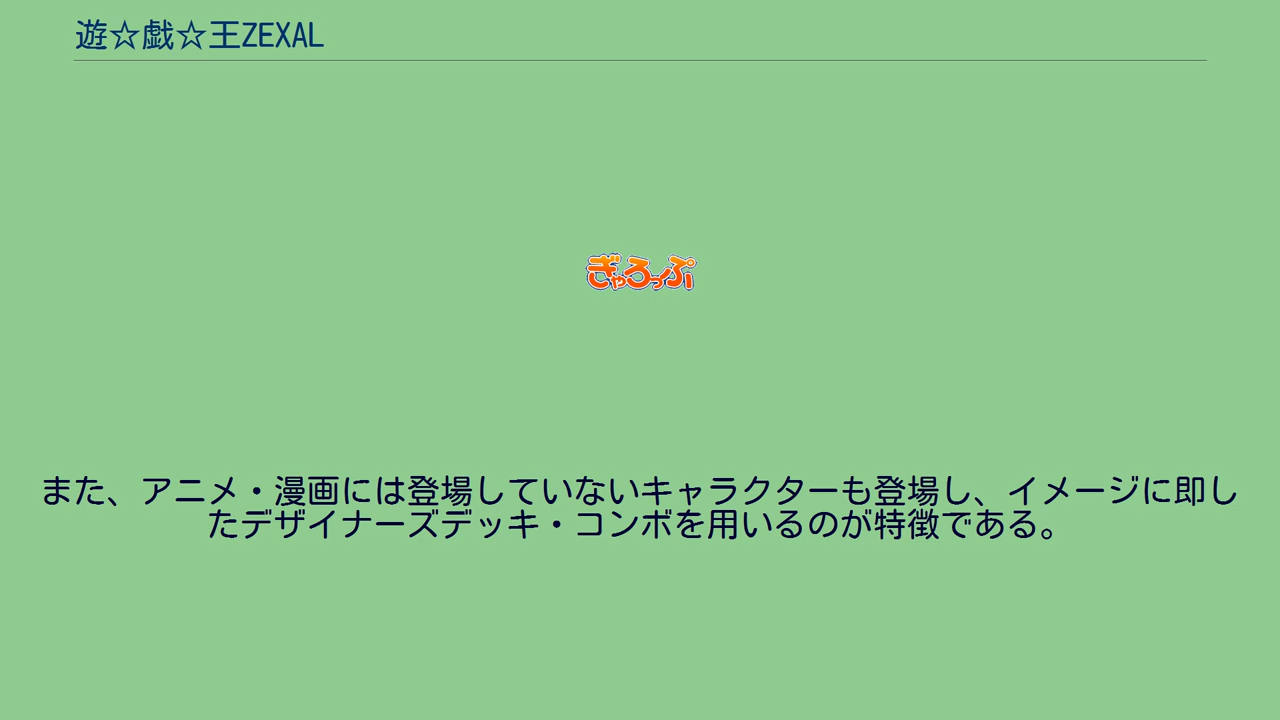 遊☆戯☆王ZEXAL
ぎゃろっぷ
また、アニメ・漫画には登場していないキャラクターも登場し、イメージに即し
たデザイナーズデッキ・コンボを用いるのが特徴である。